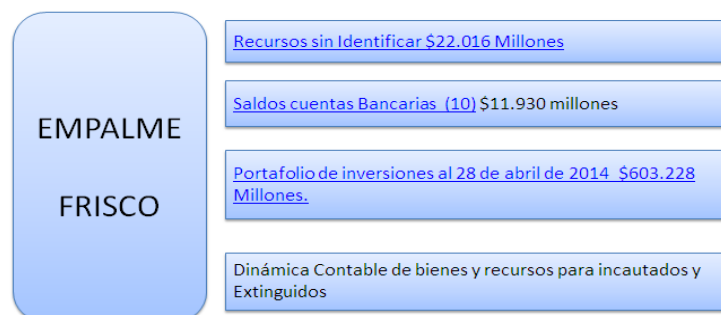 EMPALME
FRISCO
Recursos sin Identificar $22.016 Millones
Saldos cuentas Bancarias (10) $11.930 millones
Portafolio de inversiones al 28 de abril de 2014 $603.228
Millones.
Dinámica Contable de bienes y recursos para incautados y
Extinguidos